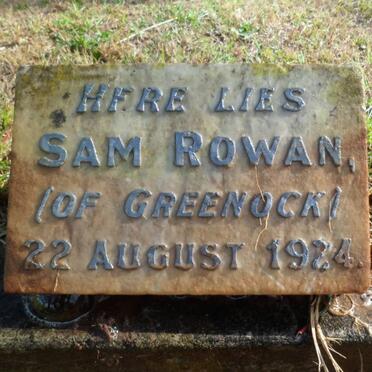 HERE LIES
SAM ROWAN,
(OF GREENOCK)
22 AUGUST 1924.